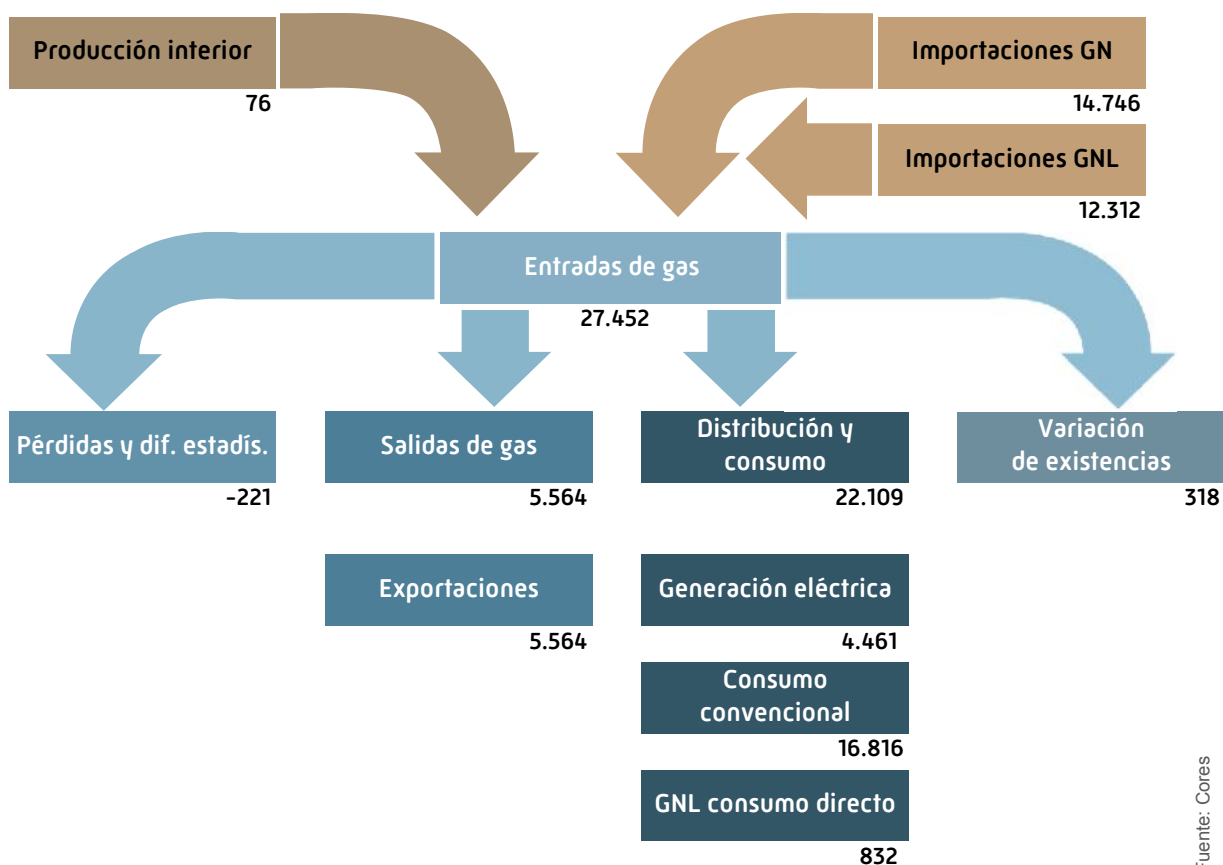 Producción interior
76
Importaciones GN
14.746
Importaciones GNL
12.312
Entradas de gas
27.452
Pérdidas y dif. estadís.
-221
Salidas de gas
5.564
Distribución y
consumo
22.109
Variación
de existencias
318
Exportaciones
5.564
Generación eléctrica
4.461
Consumo
convencional
16.816
GNL consumo directo
832
Fuente: Cores